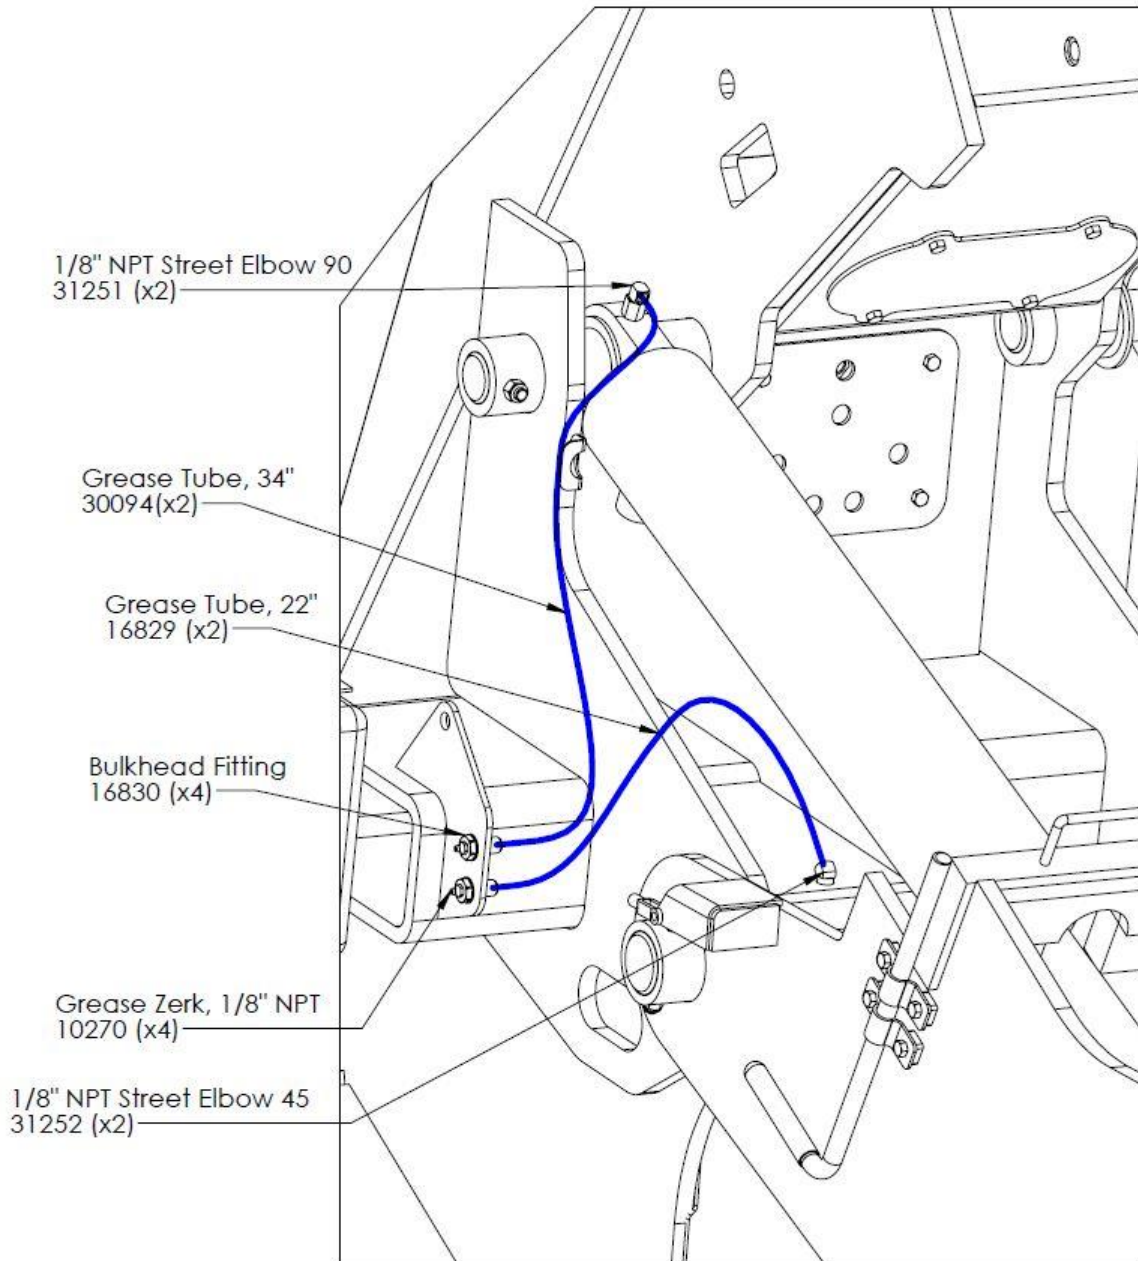 1/8" NPT Street Elbow 90
31251 (x2)
Grease Tube, 34"
30094(x2)
Grease Tube, 22"
16829 (x2)
Bulkhead Fitting
16830 (x4)
Grease Zerk, 1/8" NPT
10270 (x4)
1/8" NPT Street Elbow 45
31252 (x2)